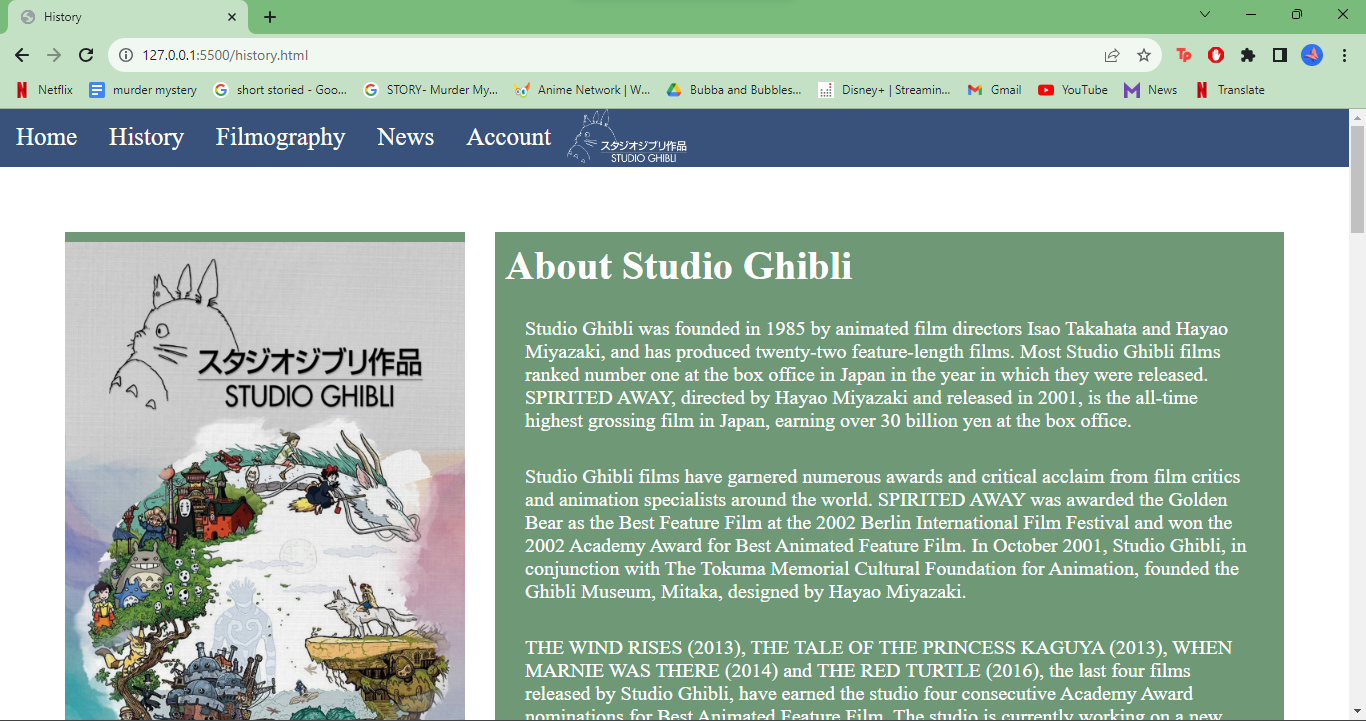 History
127.0.0.1:5500/history.html
Netflix
murder mystery
short storied - Goo...
STORY- Murder My...
Anime Network | W...
Bubba and Bubbles...
Disney+ | Streamin...
Gmail
YouTube
News
Translate
Home
History
Filmography
News
Account
スタジオジブリ作品
STUDIO GHIBLI
スタジオジブリ作品
STUDIO GHIBLI
About Studio Ghibli
Studio Ghibli was founded in 1985 by animated film directors Isao Takahata and Hayao
Miyazaki, and has produced twenty-two feature-length films. Most Studio Ghibli films
ranked number one at the box office in Japan in the year in which they were released.
SPIRITED AWAY, directed by Hayao Miyazaki and released in 2001, is the all-time
highest grossing film in Japan, earning over 30 billion yen at the box office.
Studio Ghibli films have garnered numerous awards and critical acclaim from film critics
and animation specialists around the world. SPIRITED AWAY was awarded the Golden
Bear as the Best Feature Film at the 2002 Berlin International Film Festival and won the
2002 Academy Award for Best Animated Feature Film. In October 2001, Studio Ghibli, in
conjunction with The Tokuma Memorial Cultural Foundation for Animation, founded the
Ghibli Museum, Mitaka, designed by Hayao Miyazaki.
THE WIND RISES (2013), THE TALE OF THE PRINCESS KAGUYA (2013), WHEN
MARNIE WAS THERE (2014) and THE RED TURTLE (2016), the last four films
released by Studio Ghibli, have earned the studio four consecutive Academy Award
nominations for Best Animated Feature Film. The studio is currently working on a new